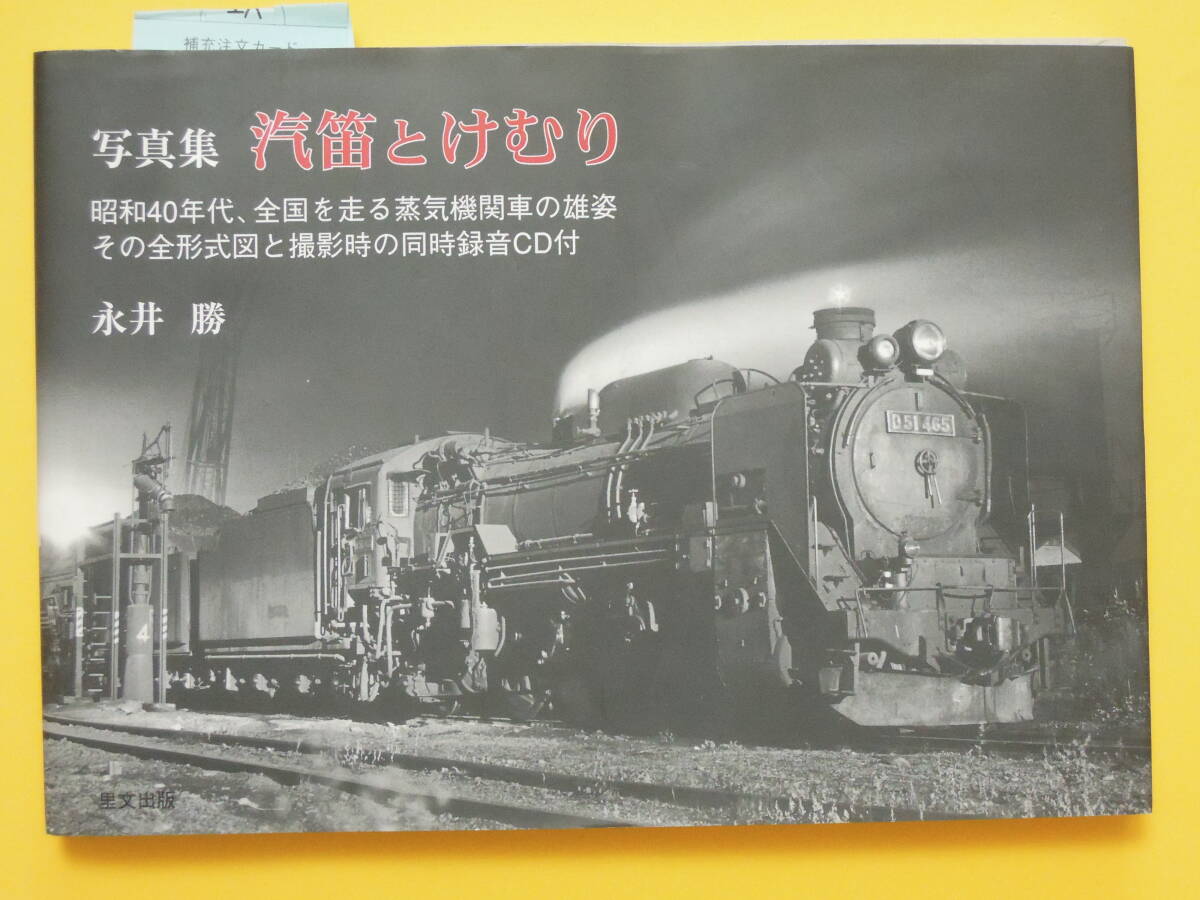 補充注文カード
写真集 汽笛とけむり
昭和40年代、全国を走る蒸気機関車の雄姿
その全形式図と撮影時の同時録音CD付
永井 勝
D51465
4
里文出版